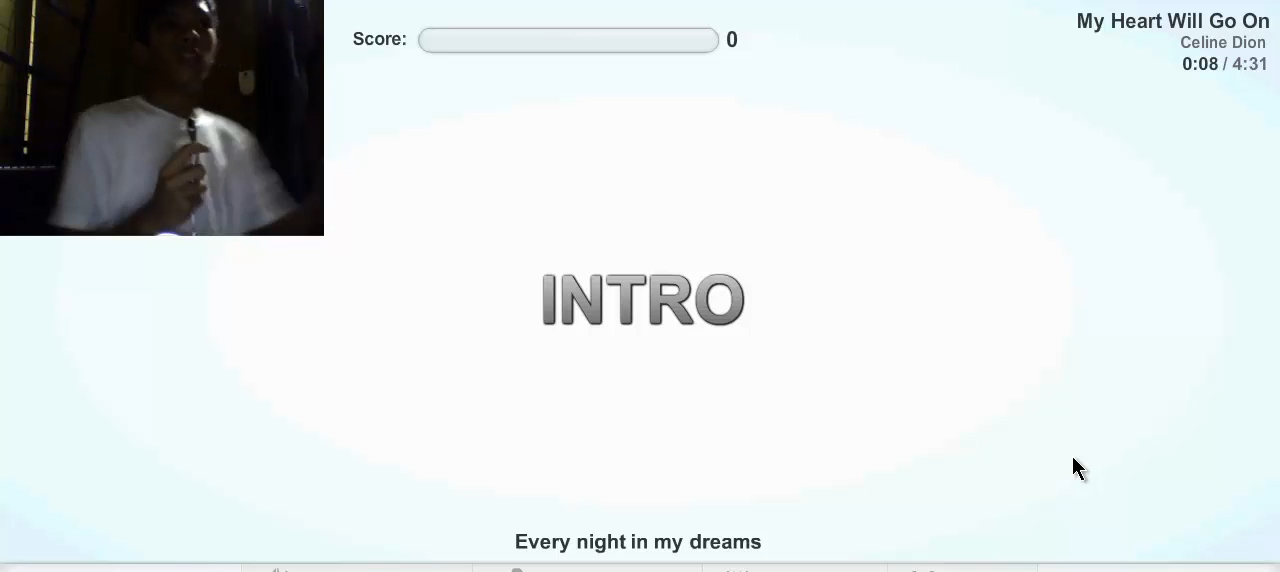 Score: 0
My Heart Will Go On
Celine Dion
0:08 / 4:31
INTRO
Every night in my dreams